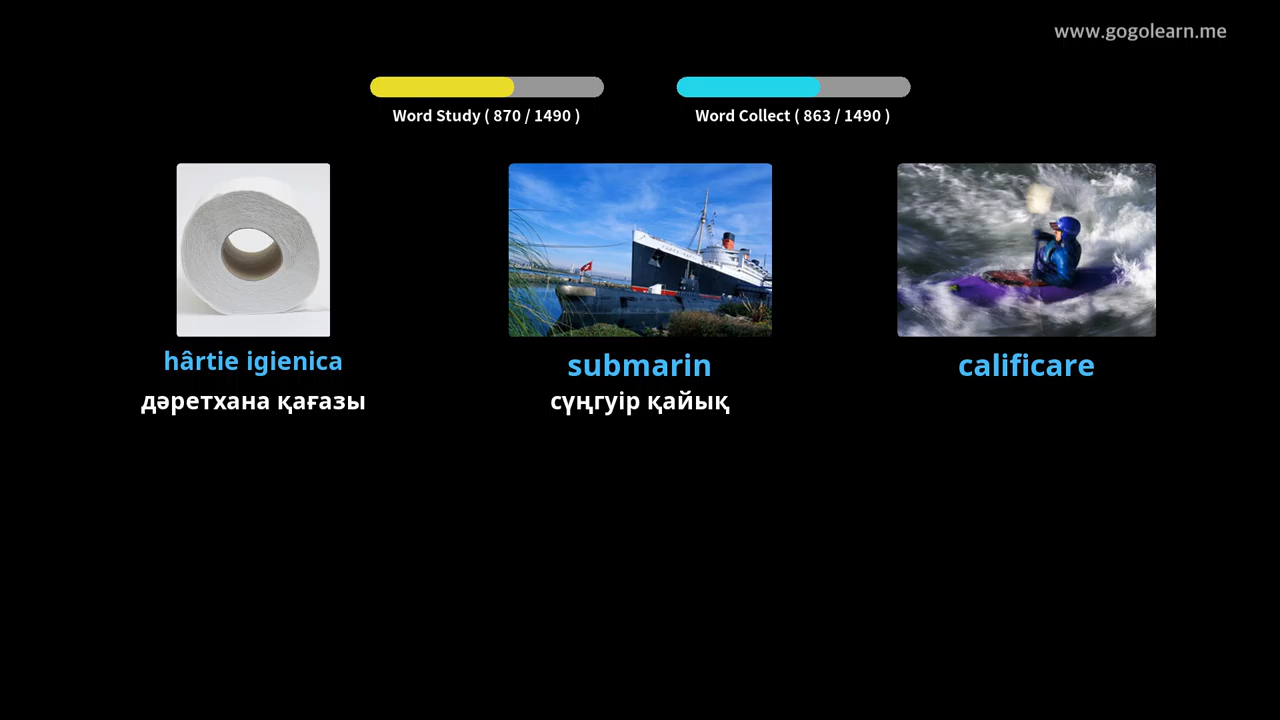 www.gogolearn.me
Word Study ( 870 / 1490 )
Word Collect ( 863 / 1490 )
hârtie igienica
submarin
calificare
дәретхана қағазы
сүңгуір қайық